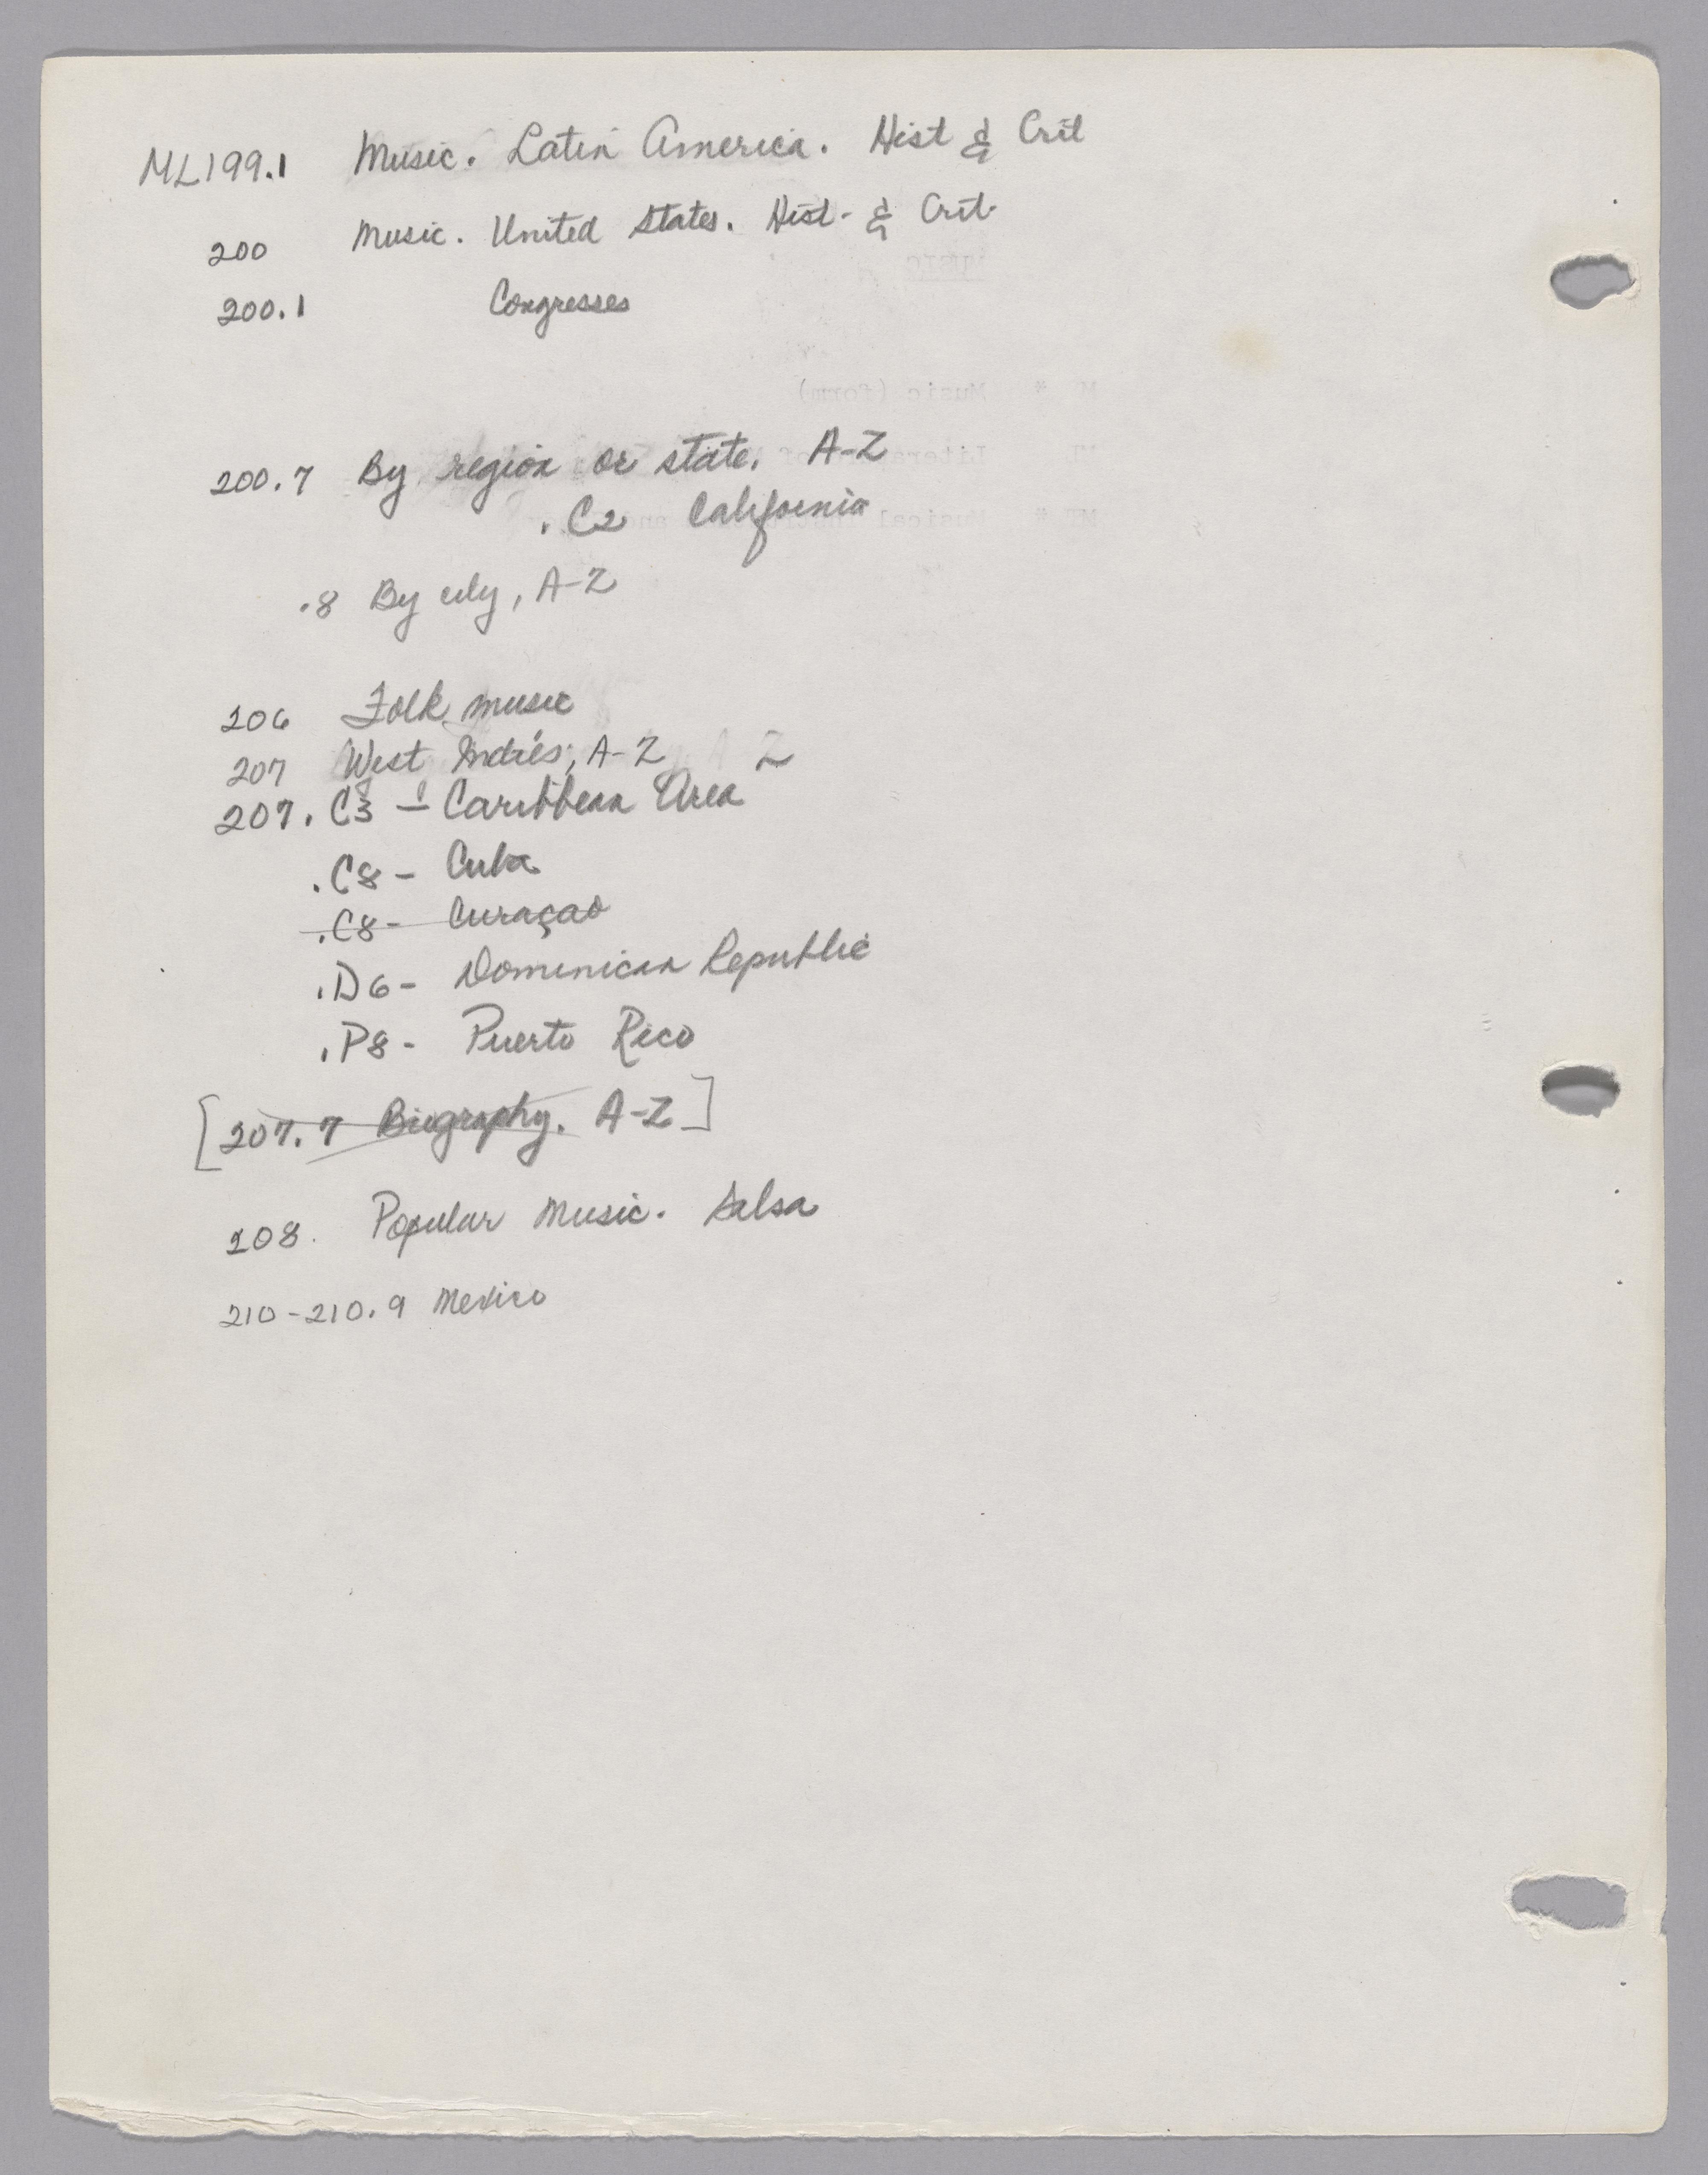 ML199.1 Music. Latin America. Hist & Crit
200 Music. United States. Hist. & Crit.
200.1 Congresses
200.7 By region or state, A-Z
.C2 California
.8 By city, A-Z
206 Folk music
207 West Indies, A-Z
207.C3 - Caribbean Area
.C8 - Cuba
.C8 - Curaçao
.D6 - Dominican Republic
.P8 - Puerto Rico
[207.7 Biography. A-Z]
208. Popular Music. Salsa
210-210.9 Mexico